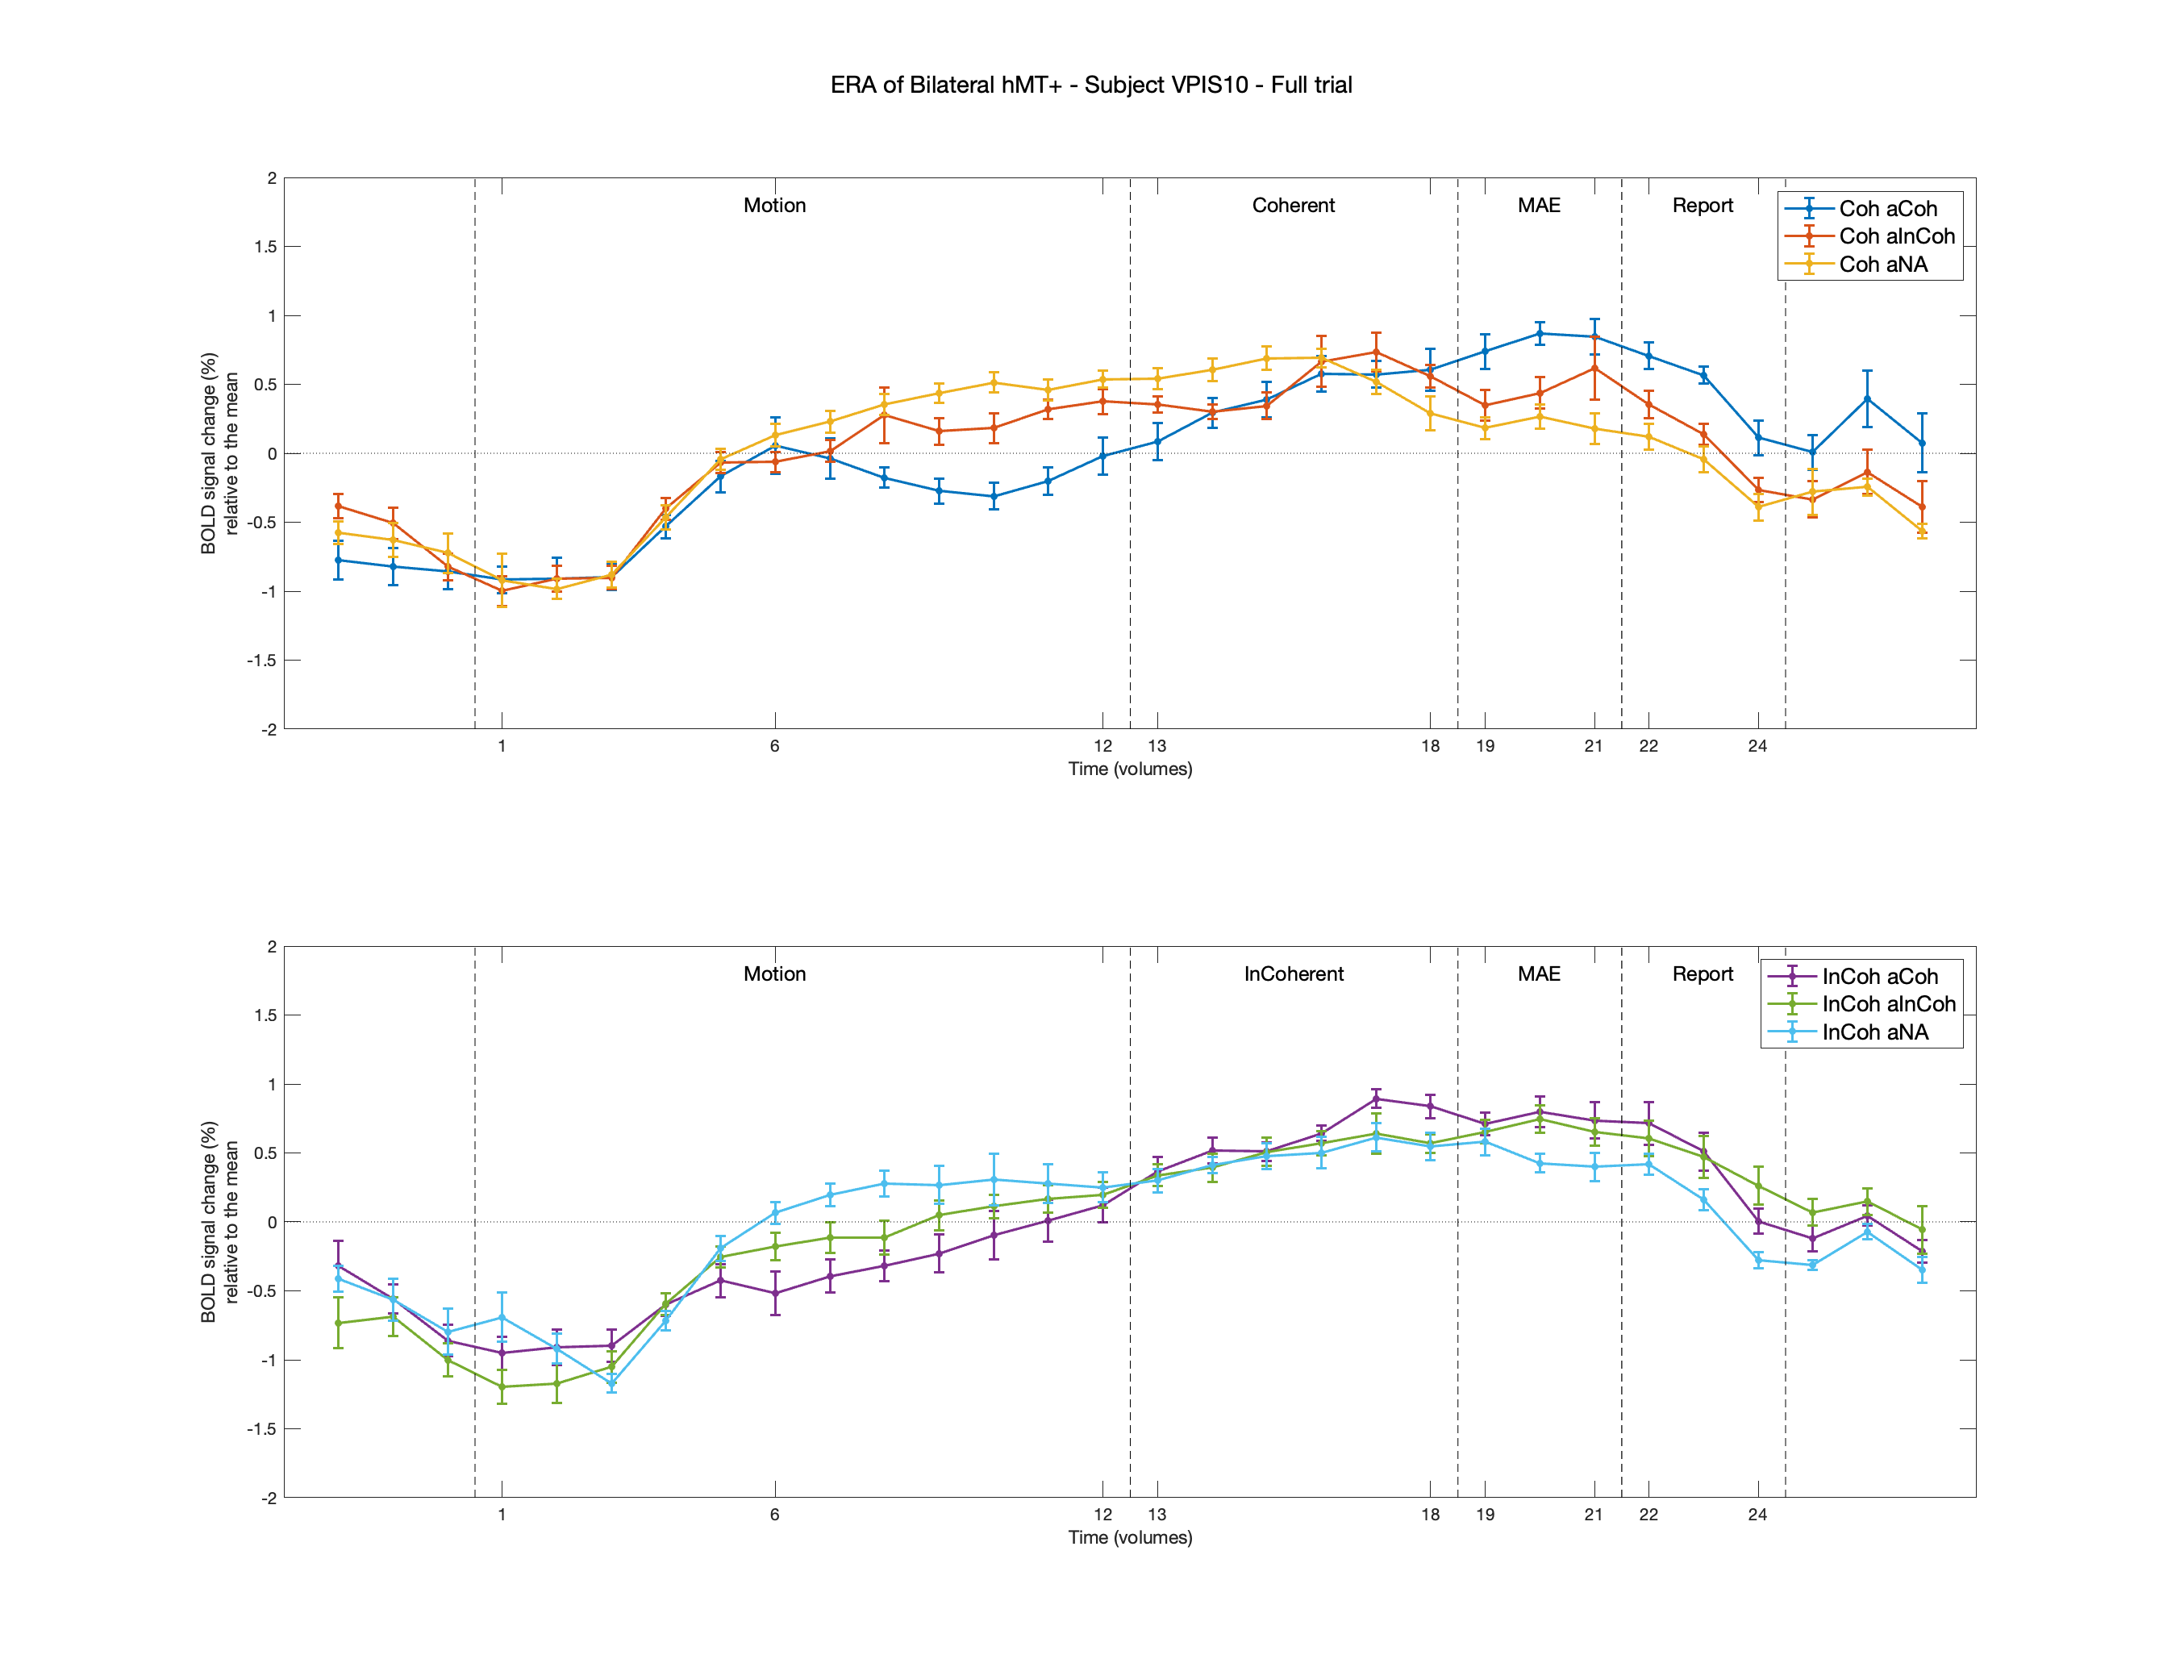 ERA of Bilateral hMT+ - Subject VPIS10 - Full trial
Motion
Coherent
MAE
Report
Coh aCoh
Coh aInCoh
Coh aNA
2
1.5
1
0.5
0
-0.5
-1
-1.5
-2
BOLD signal change (%)
relative to the mean
1
6
12
13
18
19
21
22
24
Time (volumes)
Motion
InCoherent
MAE
Report
InCoh aCoh
InCoh aInCoh
InCoh aNA
2
1.5
1
0.5
0
-0.5
-1
-1.5
-2
BOLD signal change (%)
relative to the mean
1
6
12
13
18
19
21
22
24
Time (volumes)